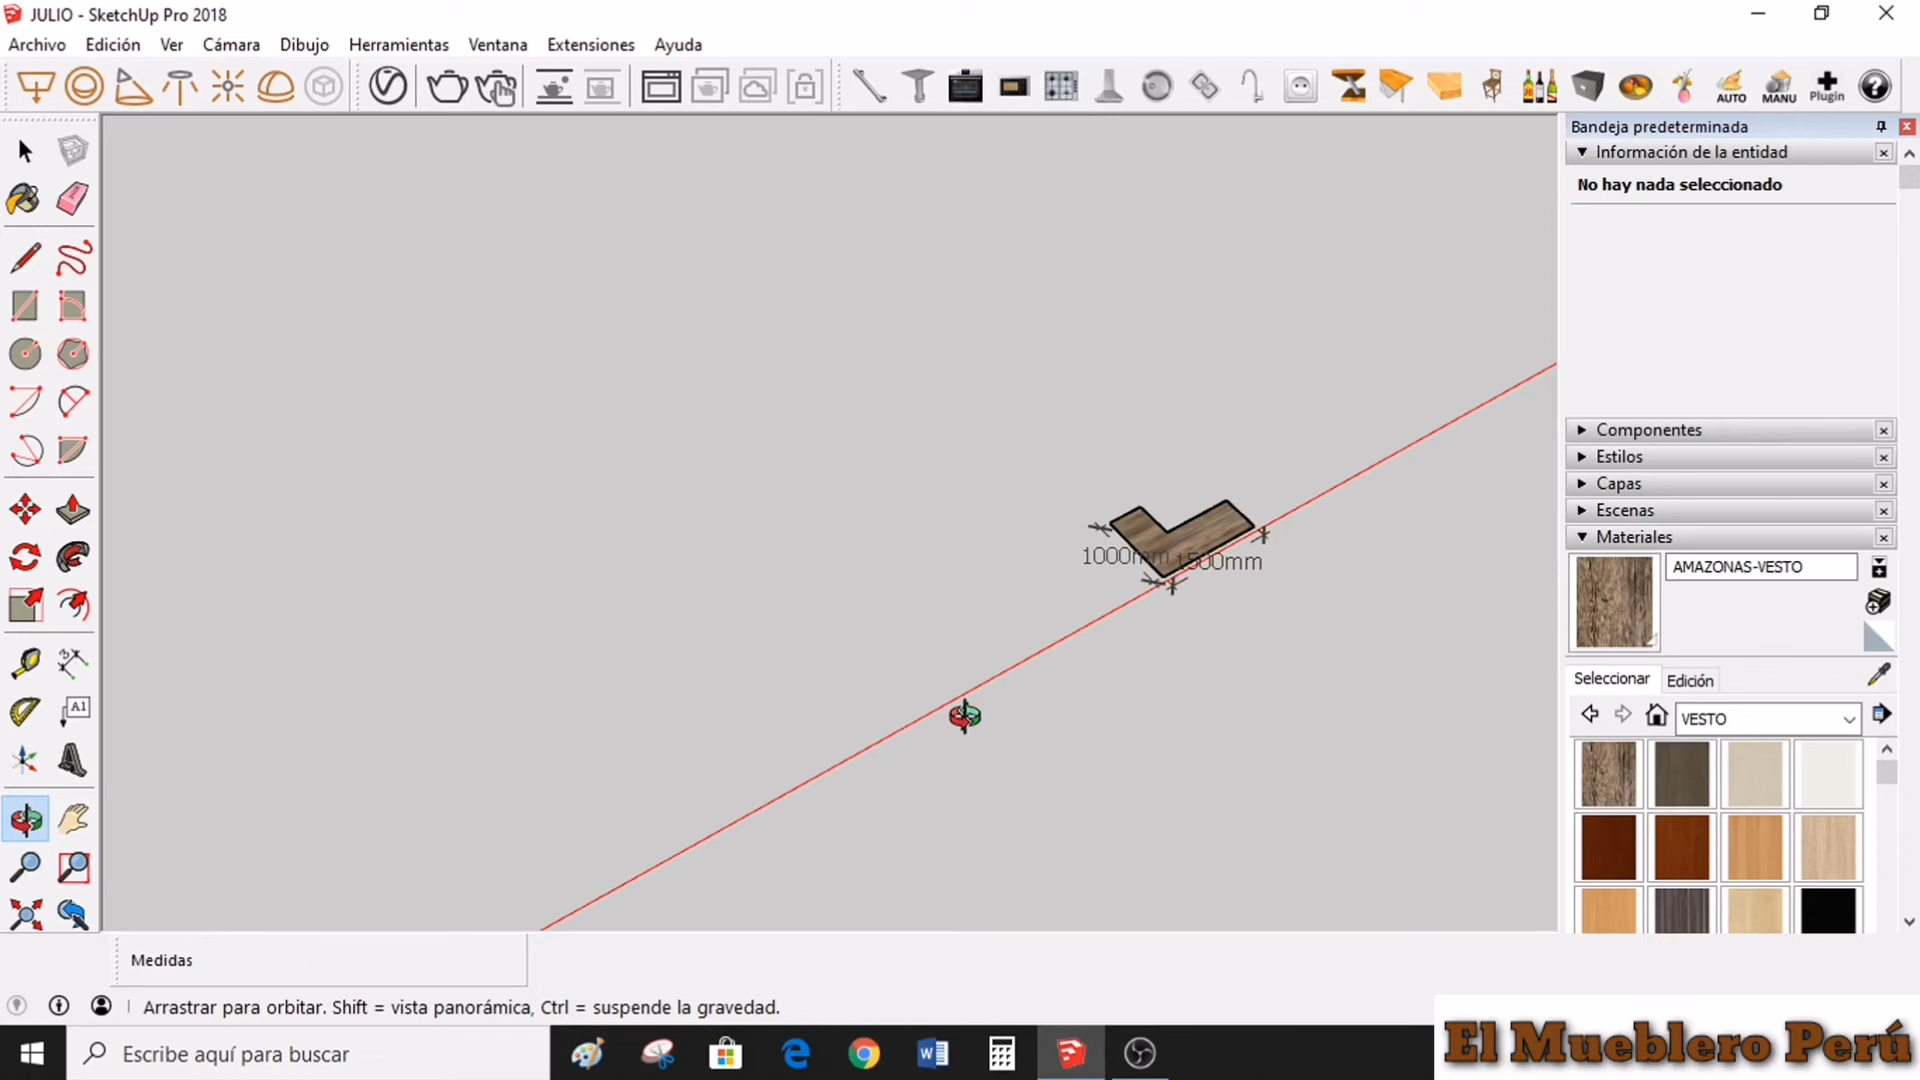 JULIO - SketchUp Pro 2018
Archivo Edición Ver Cámara Dibujo Herramientas Ventana Extensiones Ayuda
AUTO MANU Plugin
Bandeja predeterminada
Información de la entidad
No hay nada seleccionado
Componentes
Estilos
Capas
Escenas
Materiales
AMAZONAS-VESTO
Seleccionar Edición
VESTO
A1
1000mm 1500mm
Medidas
Arrastrar para orbitar. Shift = vista panorámica, Ctrl = suspende la gravedad.
Escribe aquí para buscar
El Mueblero Perú